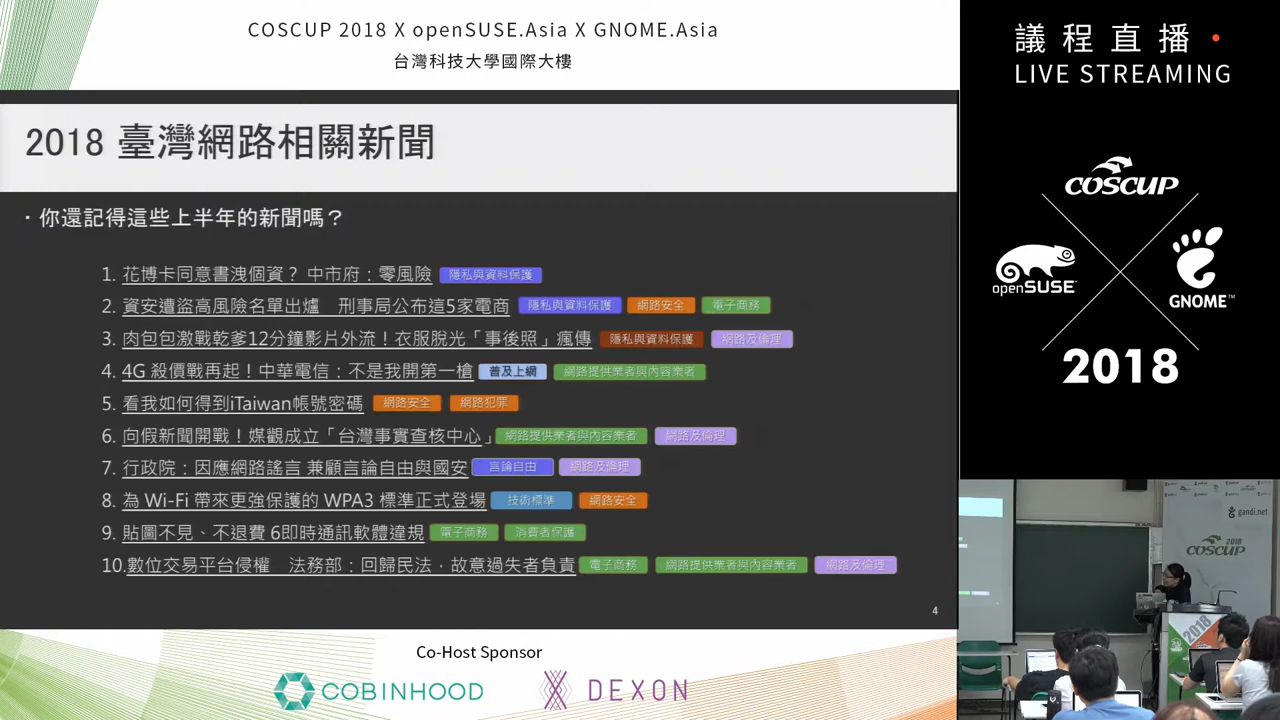 COSCUP 2018 X openSUSE.Asia X GNOME.Asia
台灣科技大學國際大樓
2018 臺灣網路相關新聞
· 你還記得這些上半年的新聞嗎？
1. 花博卡同意書洩個資？ 中市府：零風險 隱私與資料保護
2. 資安遭盜高風險名單出爐　刑事局公布這5家電商 隱私與資料保護 網路安全 電子商務
3. 肉包包激戰乾爹12分鐘影片外流！衣服脫光「事後照」瘋傳 隱私與資料保護 網路及倫理
4. 4G 殺價戰再起！中華電信：不是我開第一槍 普及上網 網路提供業者與內容業者
5. 看我如何得到iTaiwan帳號密碼 網路安全 網路犯罪
6. 向假新聞開戰！媒觀成立「台灣事實查核中心」 網路提供業者與內容業者 網路及倫理
7. 行政院：因應網路謠言 兼顧言論自由與國安 言論自由 網路及倫理
8. 為 Wi-Fi 帶來更強保護的 WPA3 標準正式登場 技術標準 網路安全
9. 貼圖不見、不退費 6即時通訊軟體違規 電子商務 消費者保護
10.數位交易平台侵權　法務部：回歸民法，故意過失者負責 電子商務 網路提供業者與內容業者 網路及倫理
4
Co-Host Sponsor
COBINHOOD
DEXON
議程直播
LIVE STREAMING
COSCUP
openSUSE
GNOME™
2018
gandi.net
2018
COSCUP
2018